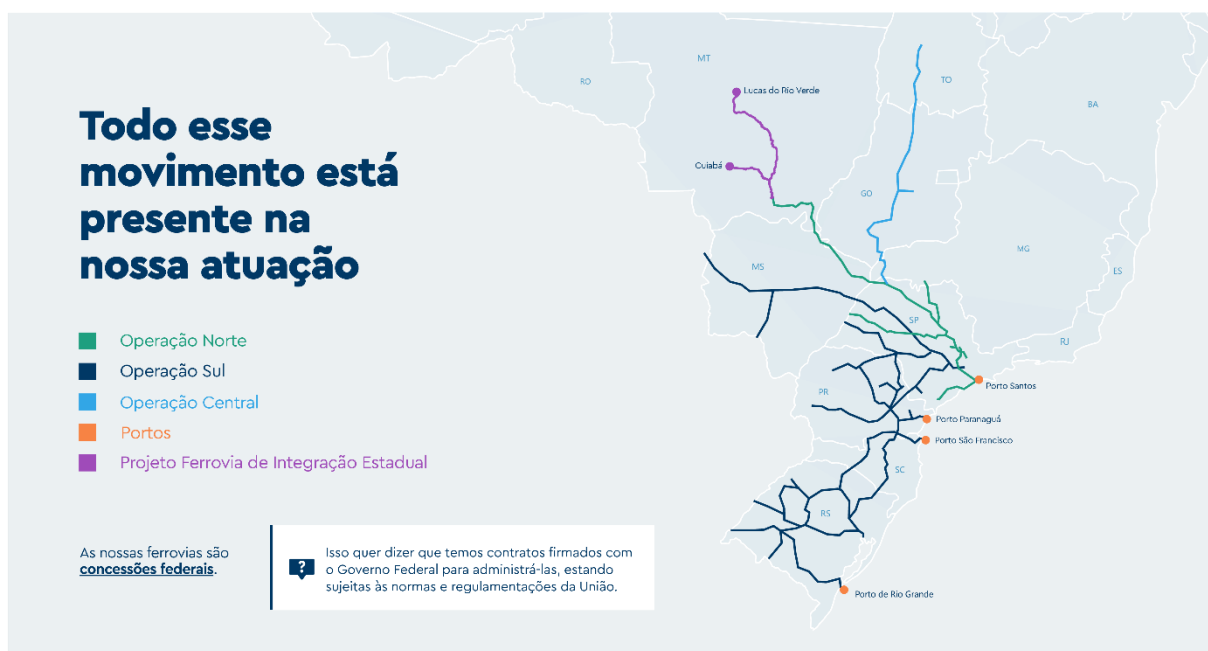 Todo esse
movimento está
presente na
nossa atuação
Operação Norte
Operação Sul
Operação Central
Portos
Projeto Ferrovia de Integração Estadual
As nossas ferrovias são
concessões federais.
?
Isso quer dizer que temos contratos firmados com
o Governo Federal para administrá-las, estando
sujeitas às normas e regulamentações da União.
MT
RO
TO
BA
Lucas do Rio Verde
Cuiabá
GO
MG
MS
ES
SP
RJ
Porto Santos
PR
Porto Paranaguá
Porto São Francisco
SC
RS
Porto de Rio Grande